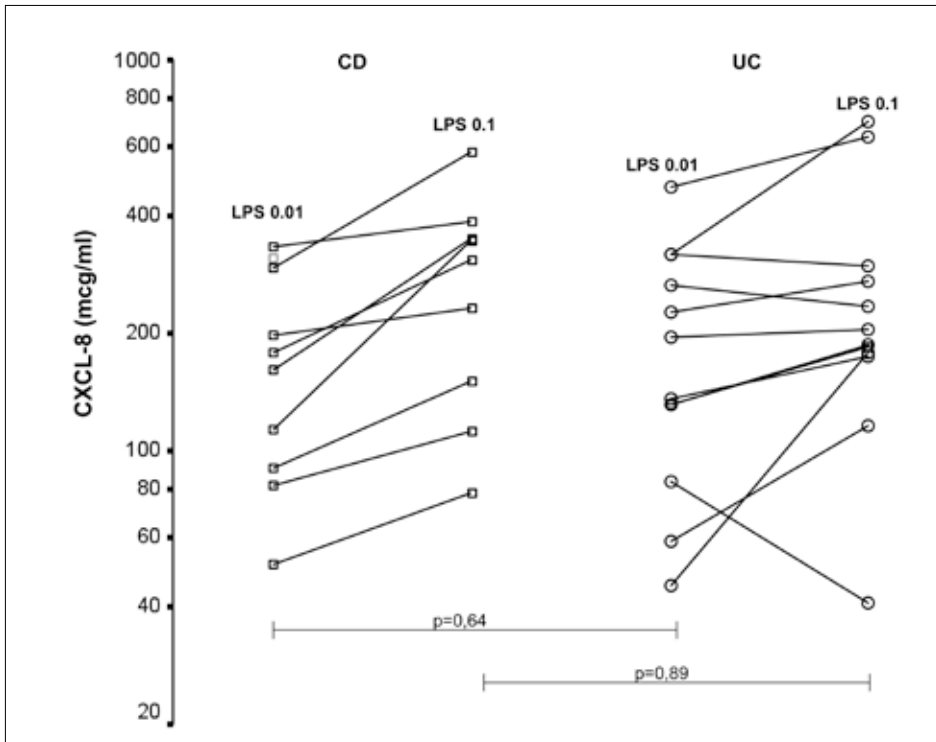 CD
UC
LPS 0.01
LPS 0.1
LPS 0.01
LPS 0.1
CXCL-8 (mcg/ml)
1000
800
600
400
200
100
80
60
40
20
p=0,64
p=0,89